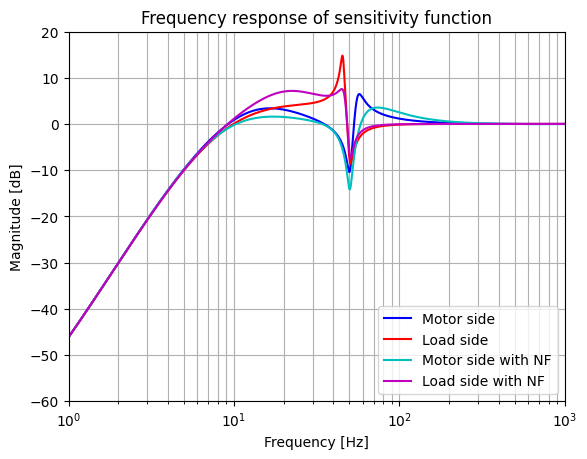 Frequency response of sensitivity function
Magnitude [dB]
20
10
0
−10
−20
−30
−40
−50
−60
Motor side
Load side
Motor side with NF
Load side with NF
10^0
10^1
10^2
10^3
Frequency [Hz]